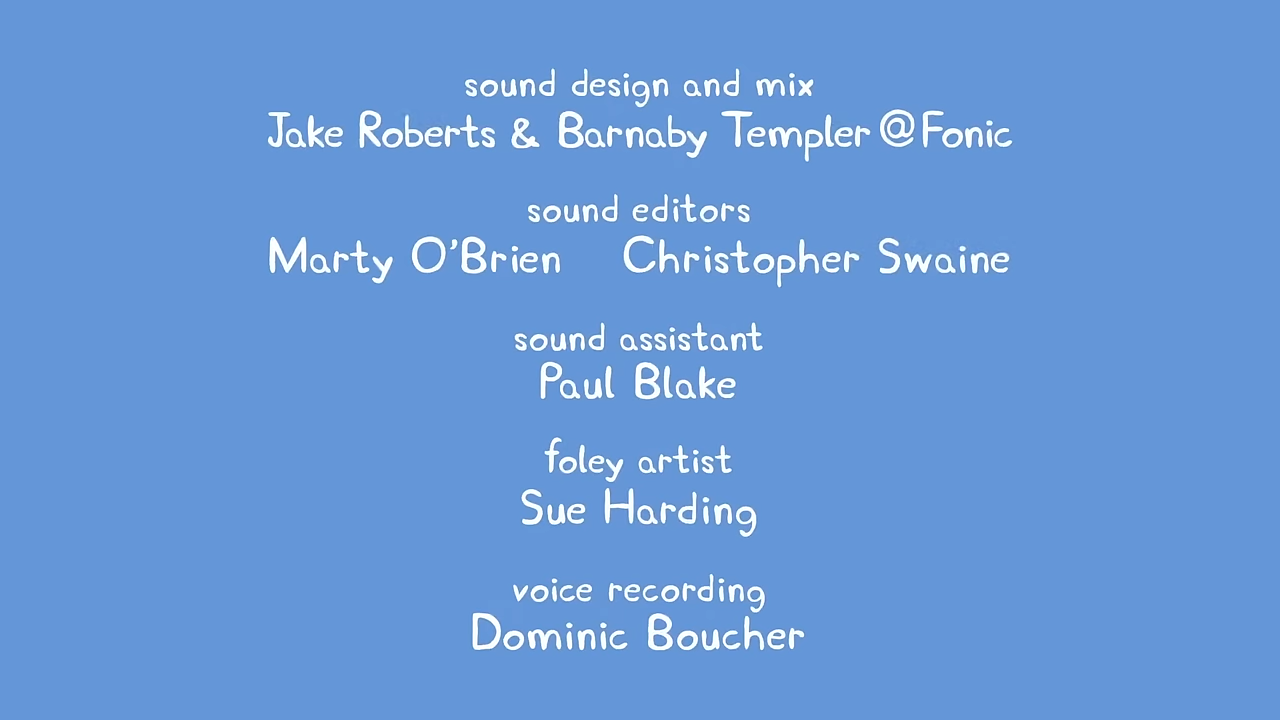 sound design and mix
Jake Roberts & Barnaby Templer @ Fonic
sound editors
Marty O'Brien Christopher Swaine
sound assistant
Paul Blake
foley artist
Sue Harding
voice recording
Dominic Boucher